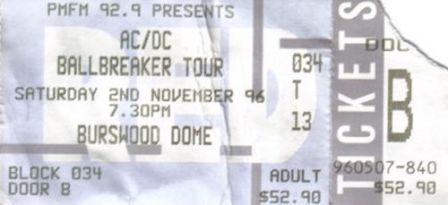 PMFM 92.9 PRESENTS
AC/DC
BALLBREAKER TOUR
SATURDAY 2ND NOVEMBER 96
7.30PM
BURSWOOD DOME
BLOCK 034
DOOR B
034
T
13
ADULT
$52.90
RED
TICKETS
B
960507-840
$52.90